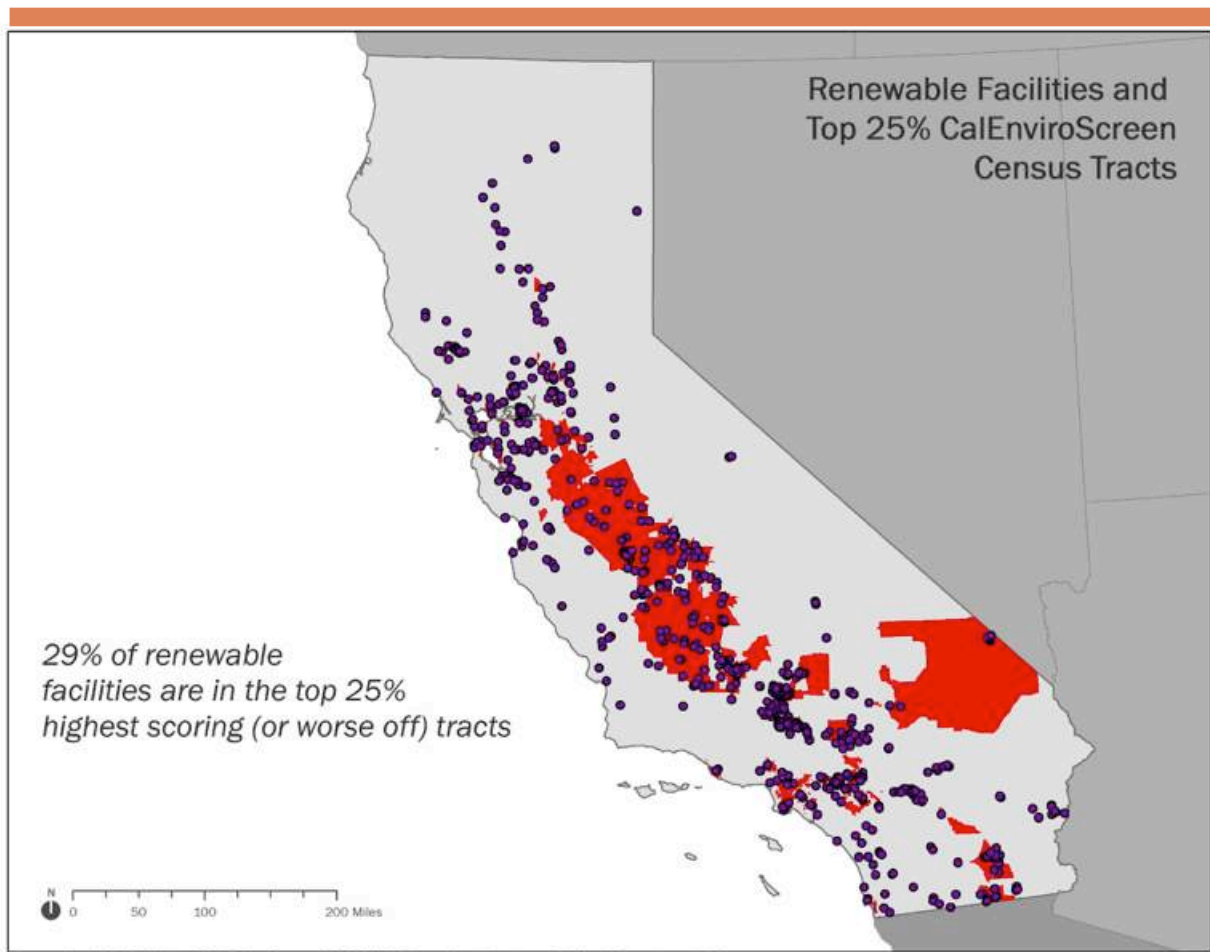 Renewable Facilities and
Top 25% CalEnviroScreen
Census Tracts
29% of renewable
facilities are in the top 25%
highest scoring (or worse off) tracts
N
0 50 100 200 Miles